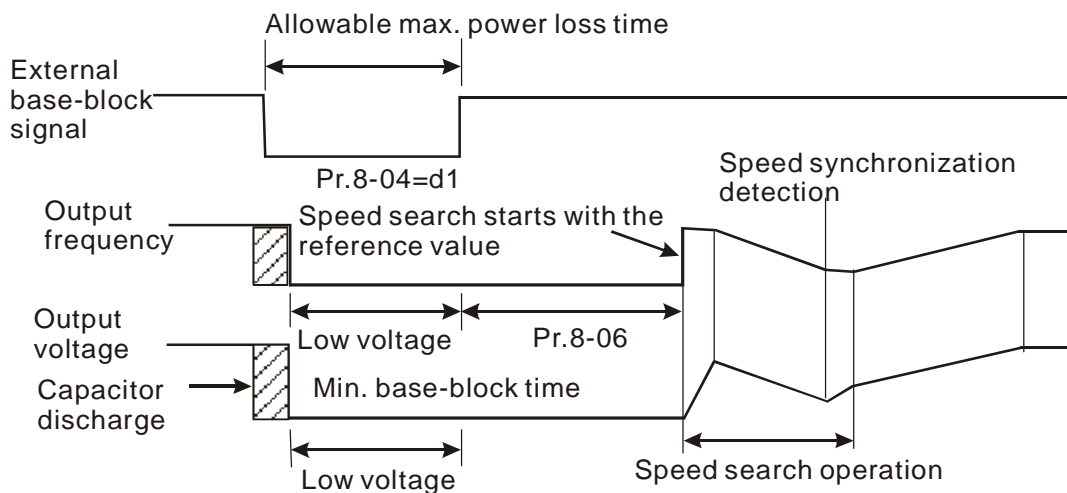 Allowable max. power loss time
External
base-block
signal
Pr.8-04=d1
Speed synchronization
detection
Output
frequency
Speed search starts with the
reference value
Output
voltage
Low voltage
Pr.8-06
Capacitor
discharge
Min. base-block time
Low voltage
Speed search operation